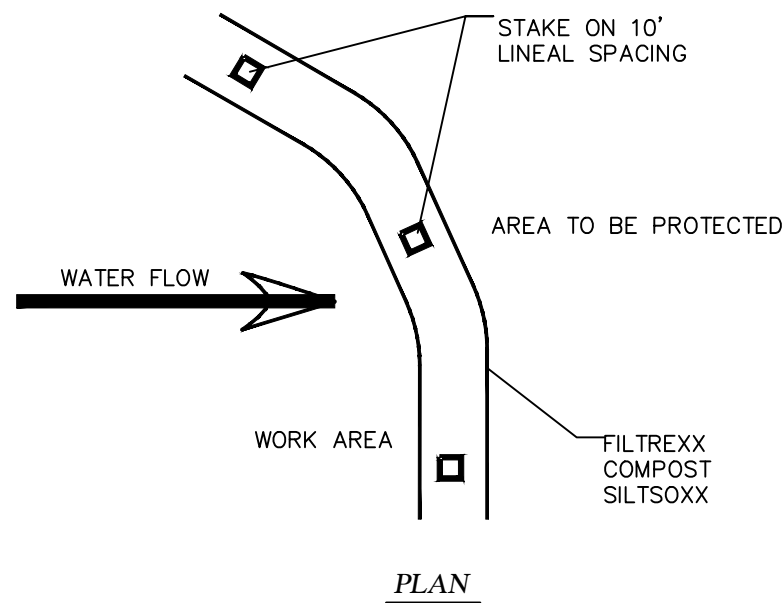 STAKE ON 10'
LINEAL SPACING
AREA TO BE PROTECTED
WATER FLOW
WORK AREA
FILTREXX
COMPOST
SILTSOXX
PLAN